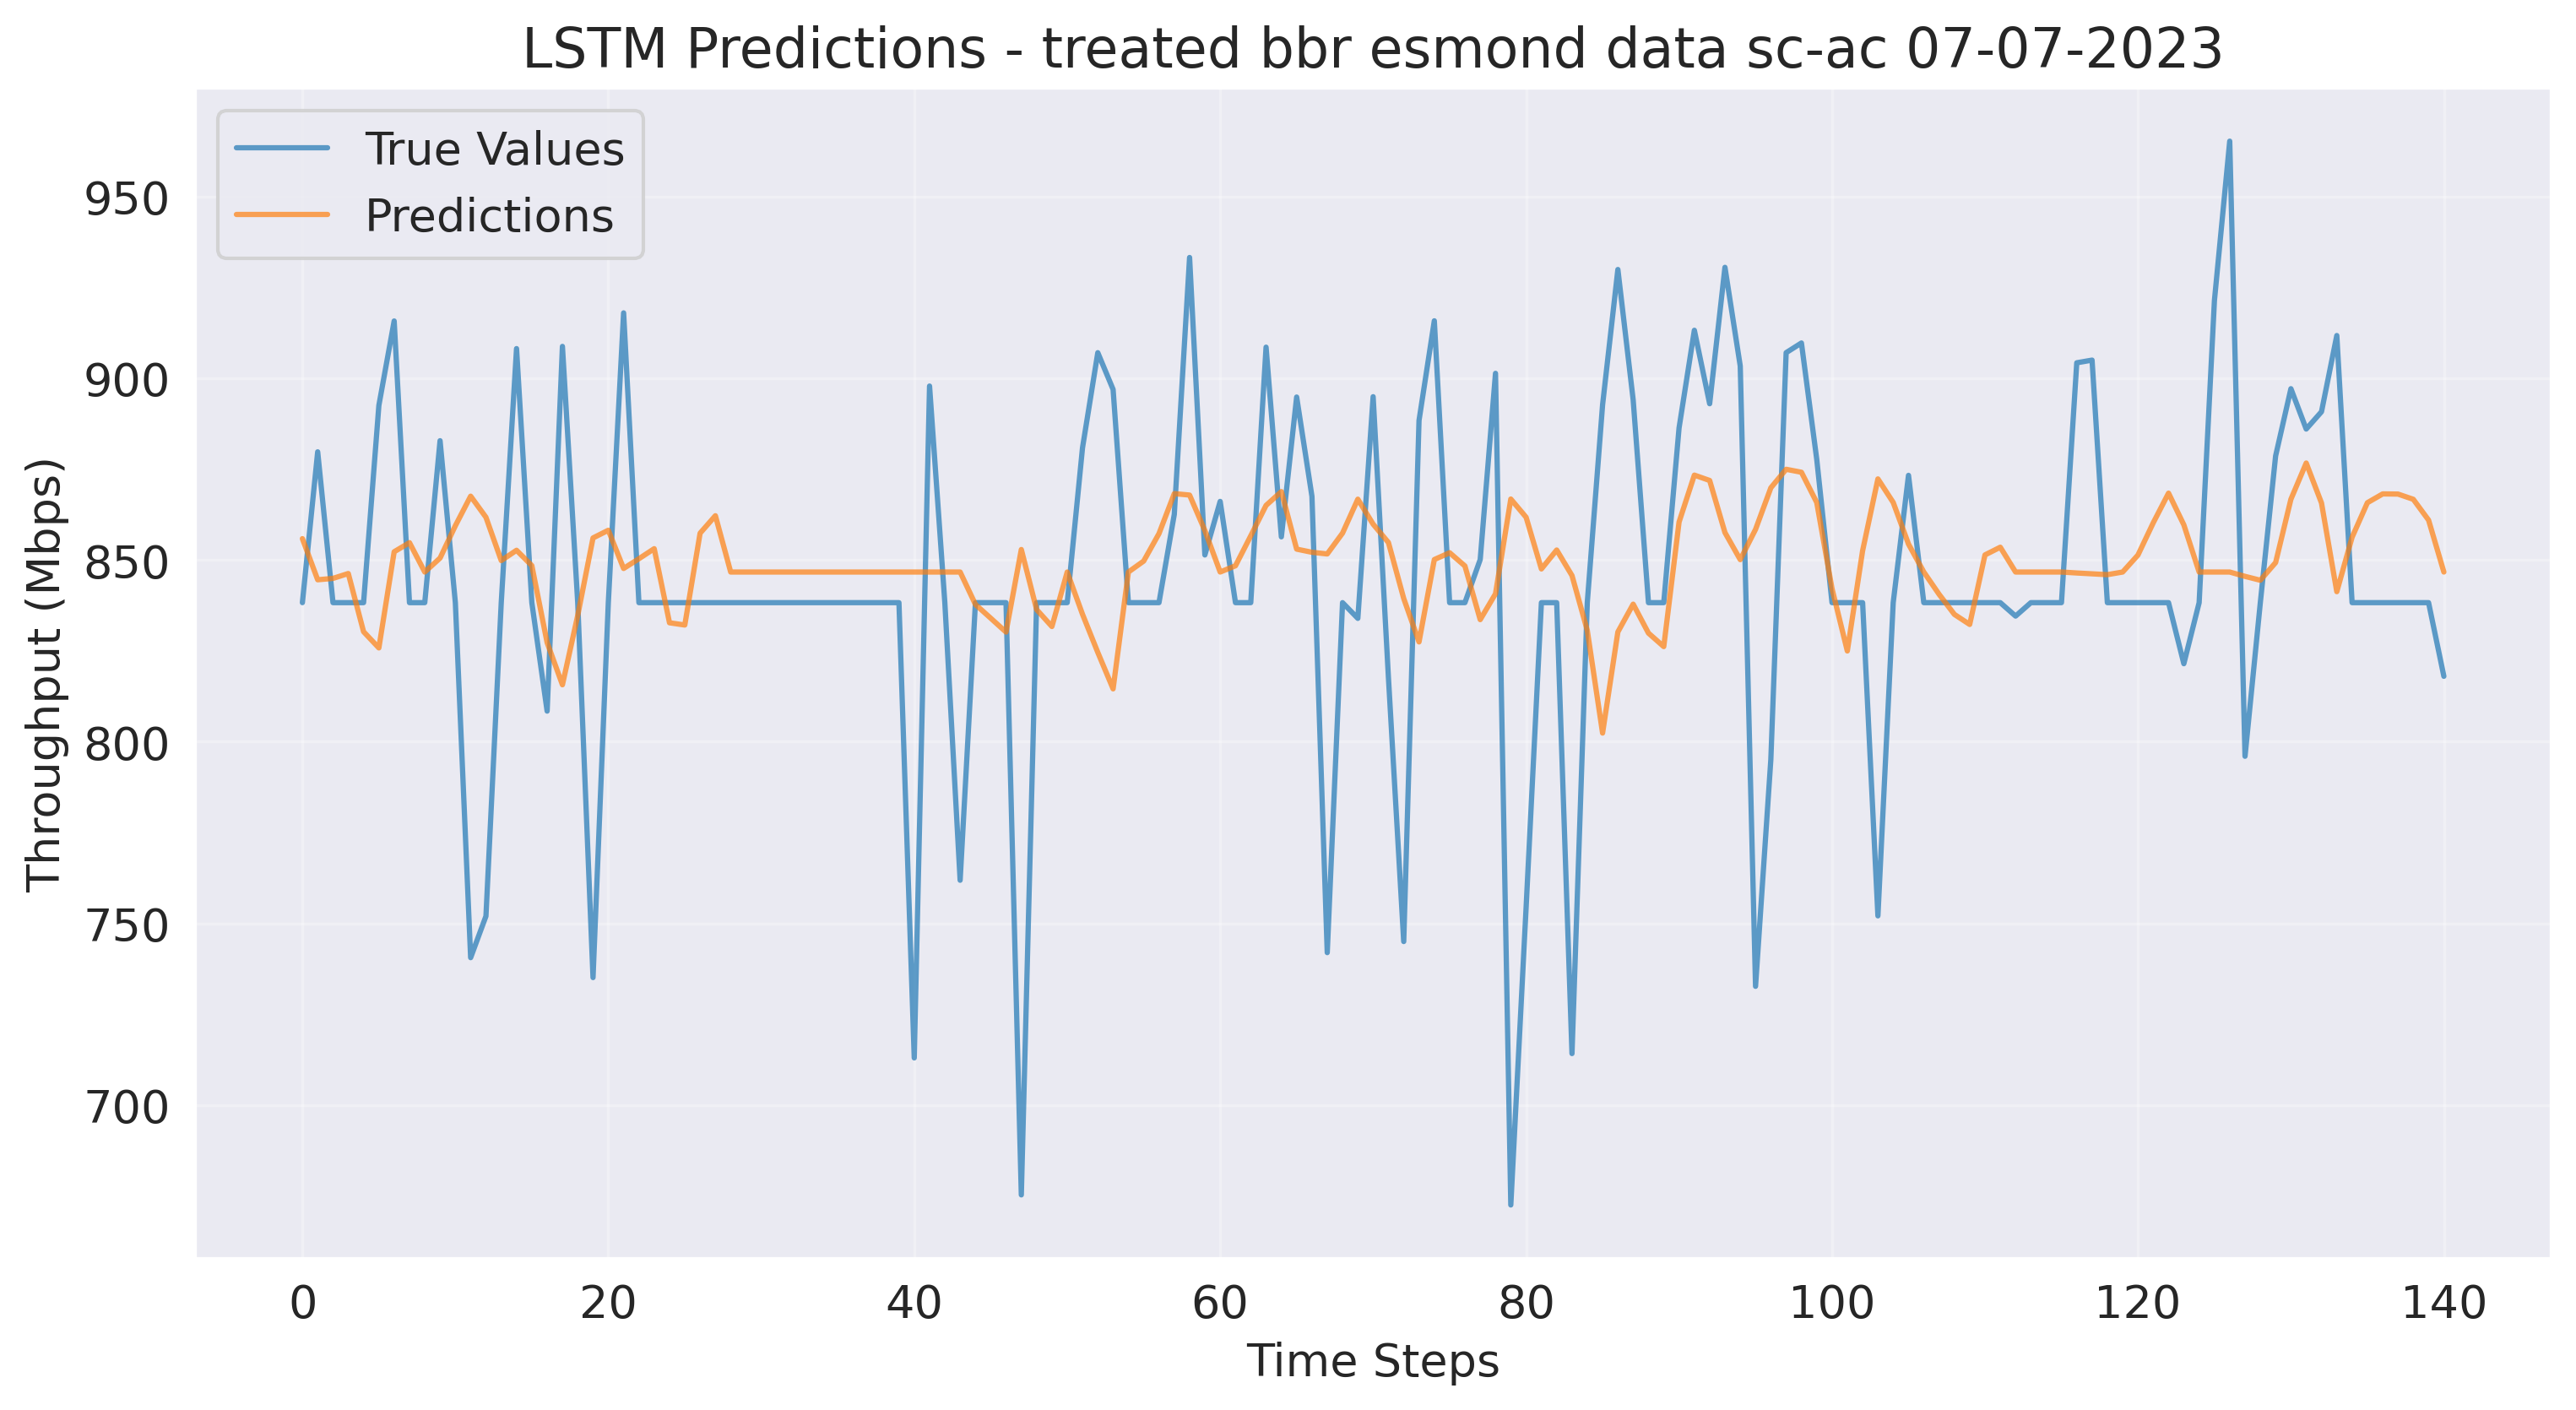 LSTM Predictions - treated bbr esmond data sc-ac 07-07-2023
True Values
Predictions
Throughput (Mbps)
950
900
850
800
750
700
0 20 40 60 80 100 120 140
Time Steps